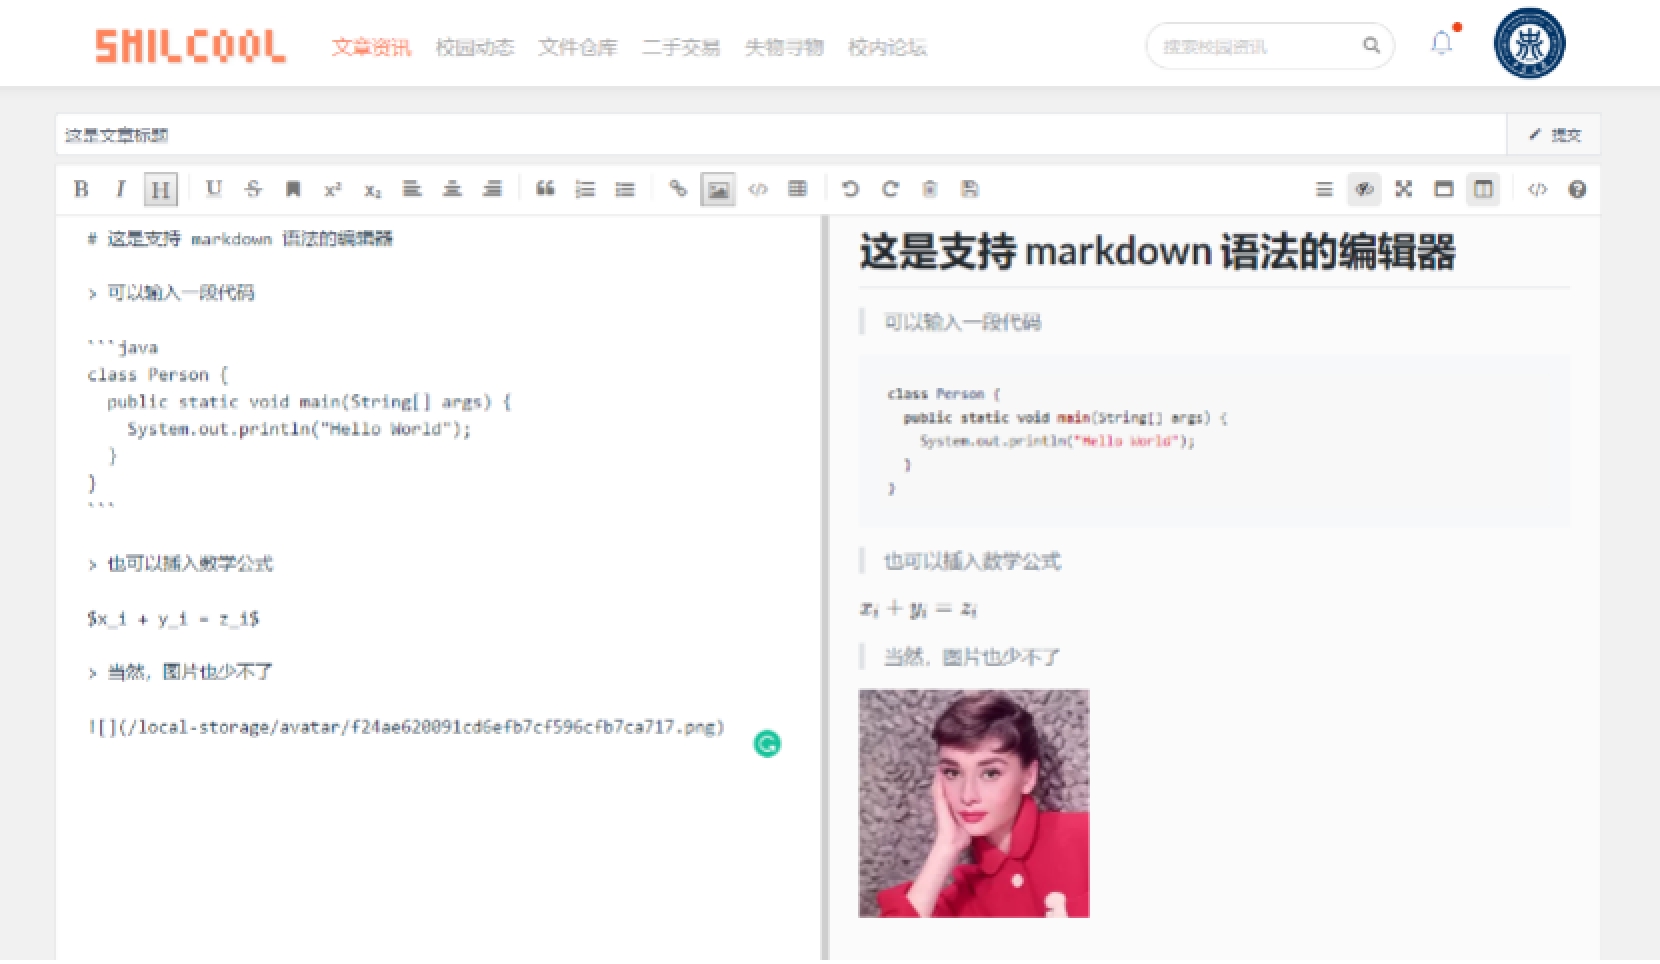 SMILCOOL 文章资讯 校园动态 文件仓库 二手交易 失物寻物 校内论坛 搜索校园资讯
这是文章标题 提交
B I H U S x² x₂
# 这是支持 markdown 语法的编辑器
> 可以输入一段代码
```java
class Person {
  public static void main(String[] args) {
    System.out.println("Hello World");
  }
}
```
> 也可以插入数学公式
$x_i + y_i = z_i$
> 当然，图片也少不了
![](/local-storage/avatar/f24ae620091cd6efb7cf596cfb7ca717.png)
这是支持 markdown 语法的编辑器
可以输入一段代码
class Person {
  public static void main(String[] args) {
    System.out.println("Hello World");
  }
}
也可以插入数学公式
xᵢ + yᵢ = zᵢ
当然，图片也少不了